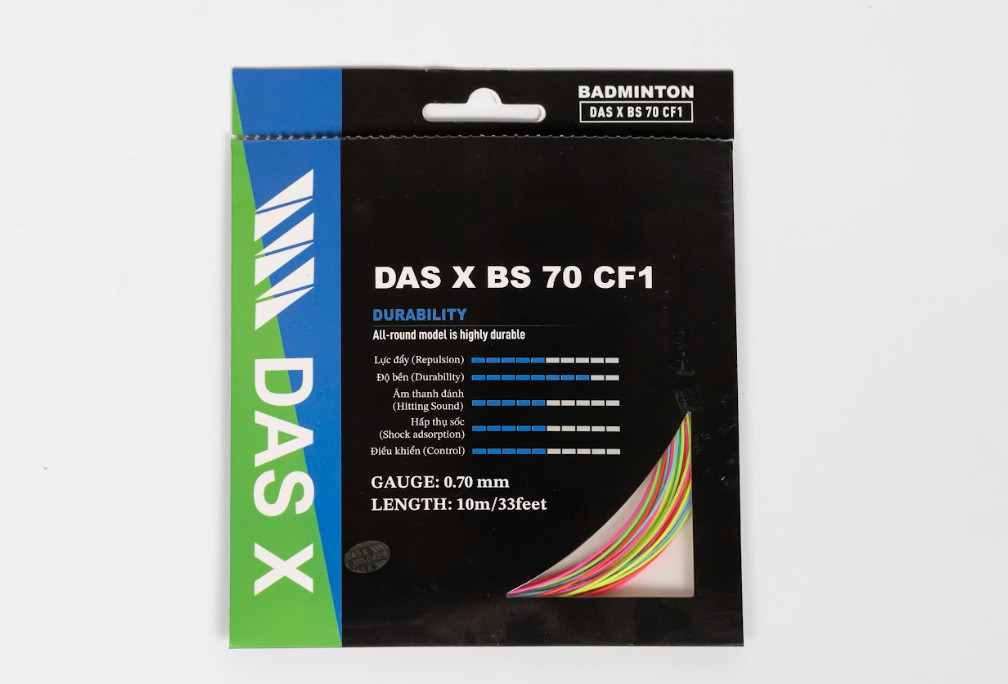 BADMINTON
DAS X BS 70 CF1
DAS X
DAS X BS 70 CF1
DURABILITY
All-round model is highly durable
Lực đẩy (Repulsion)
Độ bền (Durability)
Âm thanh đánh
(Hitting Sound)
Hấp thụ sốc
(Shock adsorption)
Điều khiển (Control)
GAUGE: 0.70 mm
LENGTH: 10m/33feet